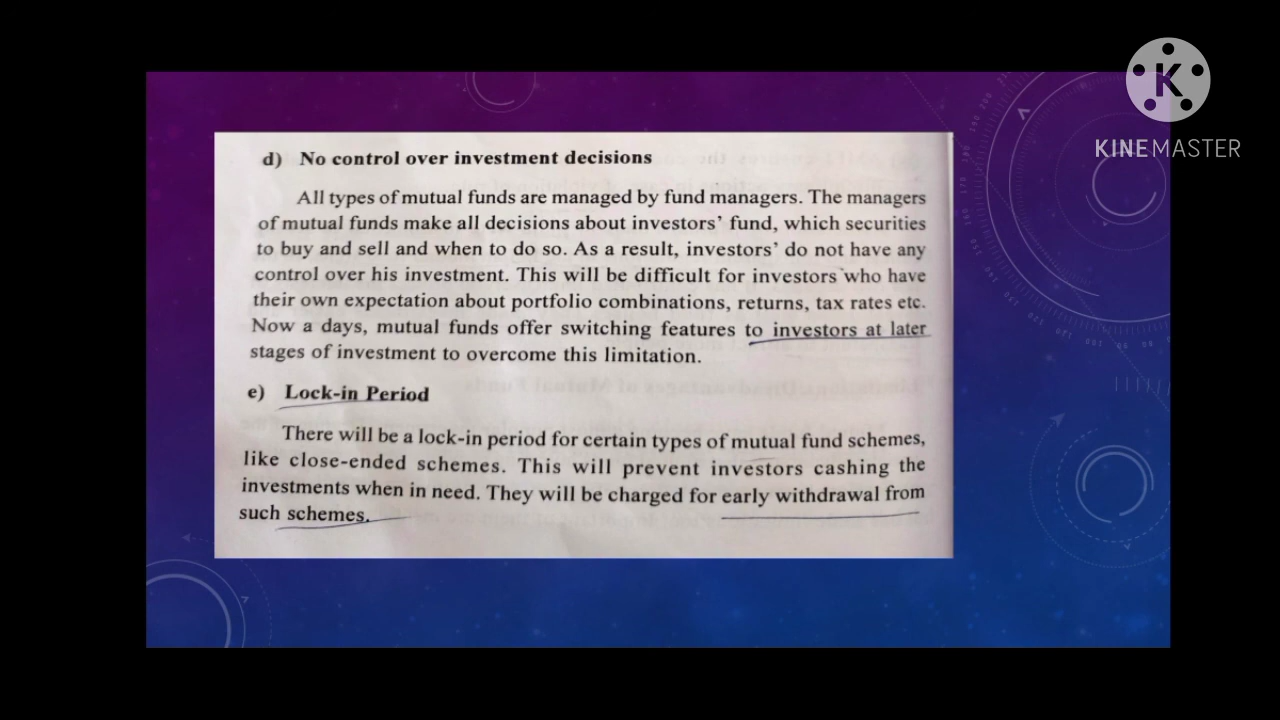 KINEMASTER
d) No control over investment decisions
All types of mutual funds are managed by fund managers. The managers
of mutual funds make all decisions about investors' fund, which securities
to buy and sell and when to do so. As a result, investors' do not have any
control over his investment. This will be difficult for investors who have
their own expectation about portfolio combinations, returns, tax rates etc.
Now a days, mutual funds offer switching features to investors at later
stages of investment to overcome this limitation.
e) Lock-in Period
There will be a lock-in period for certain types of mutual fund schemes,
like close-ended schemes. This will prevent investors cashing the
investments when in need. They will be charged for early withdrawal from
such schemes.